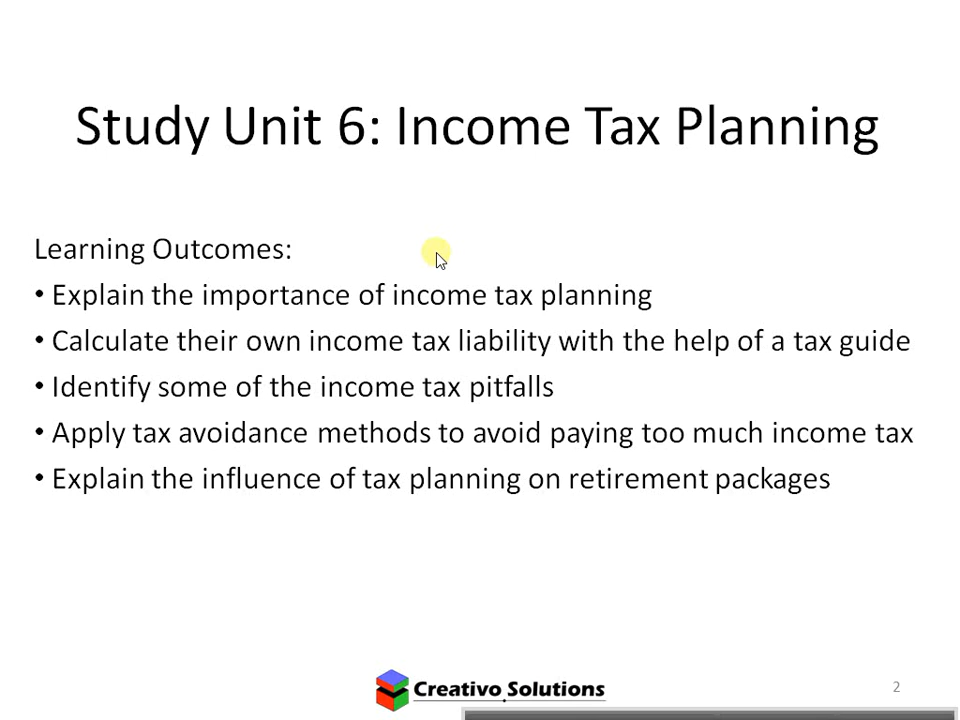 Study Unit 6: Income Tax Planning
Learning Outcomes:
• Explain the importance of income tax planning
• Calculate their own income tax liability with the help of a tax guide
• Identify some of the income tax pitfalls
• Apply tax avoidance methods to avoid paying too much income tax
• Explain the influence of tax planning on retirement packages
Creativo Solutions
2